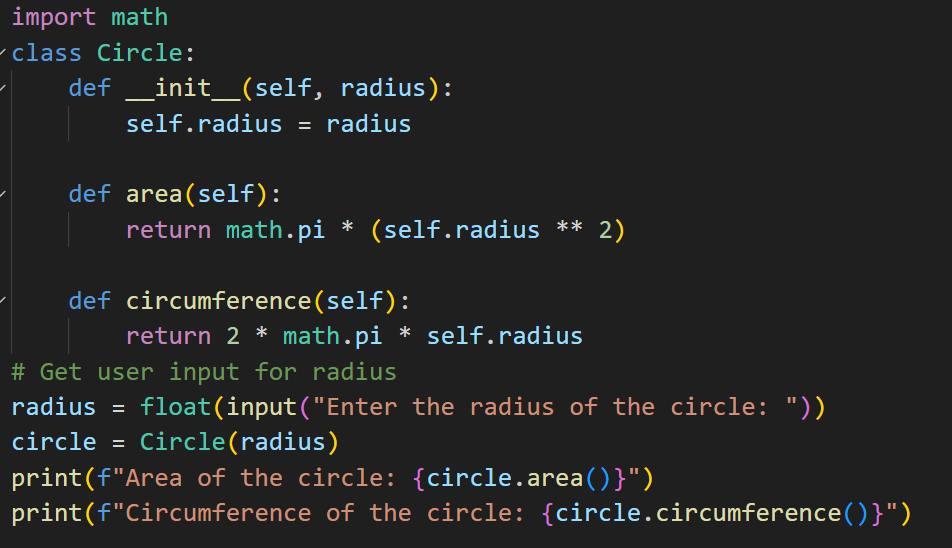 import math
class Circle:
    def __init__(self, radius):
        self.radius = radius
    def area(self):
        return math.pi * (self.radius ** 2)
    def circumference(self):
        return 2 * math.pi * self.radius
# Get user input for radius
radius = float(input("Enter the radius of the circle: "))
circle = Circle(radius)
print(f"Area of the circle: {circle.area()}")
print(f"Circumference of the circle: {circle.circumference()}")